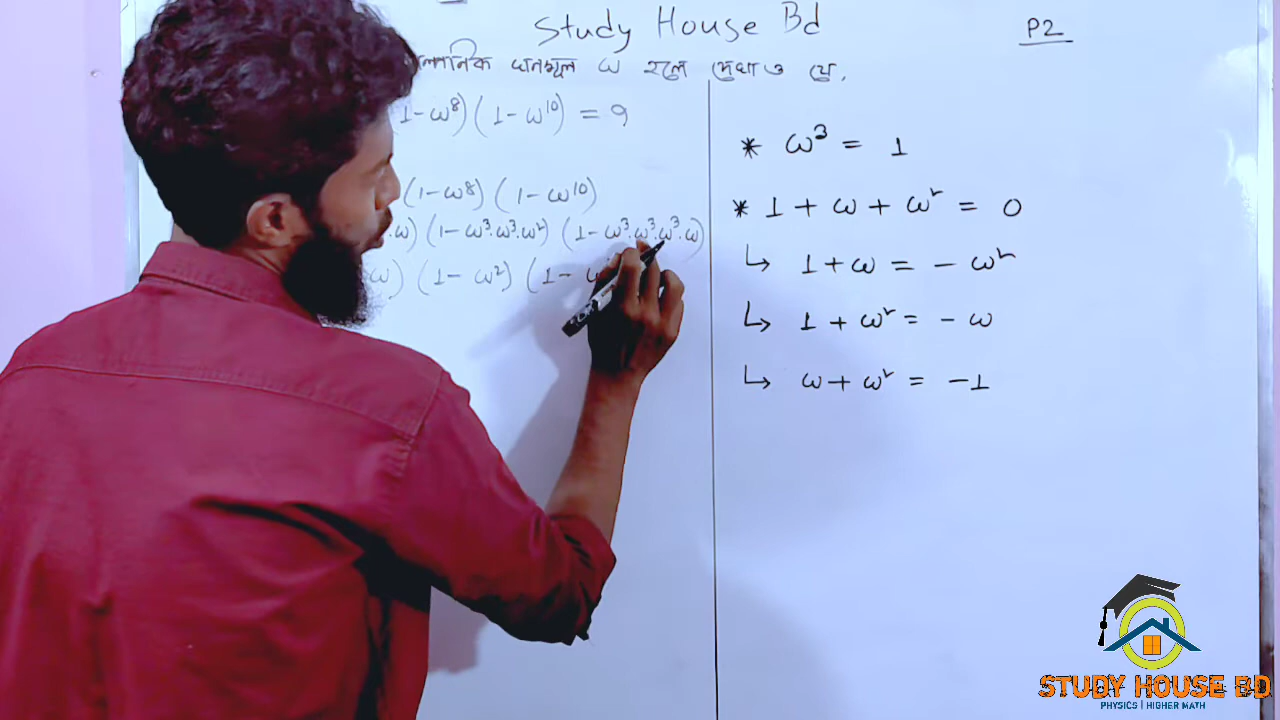 Study House Bd
P2
কাল্পনিক ঘনমূল ω হলে দেখাও যে,
(1-ω⁸)(1-ω¹⁰) = 9
(1-ω⁸) (1-ω¹⁰)
.ω) (1-ω³.ω³.ω²) (1-ω³.ω³.ω³.ω)
ω) (1- ω²) (1- ω
* ω³ = 1
* 1 + ω + ω² = 0
↳ 1+ω = - ω²
↳ 1 + ω² = - ω
↳ ω + ω² = -1
STUDY HOUSE BD
PHYSICS | HIGHER MATH